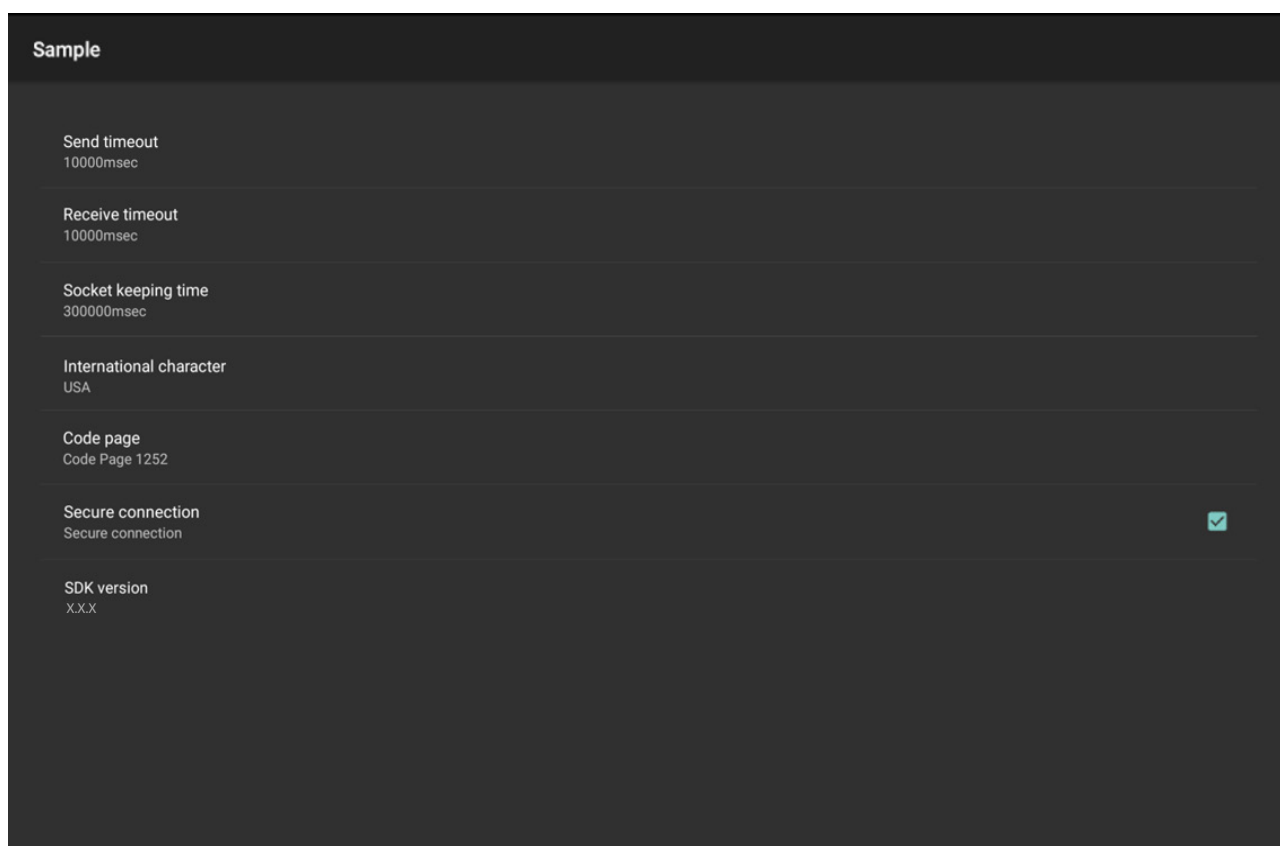 Sample
Send timeout
10000msec
Receive timeout
10000msec
Socket keeping time
300000msec
International character
USA
Code page
Code Page 1252
Secure connection
Secure connection
SDK version
X.X.X